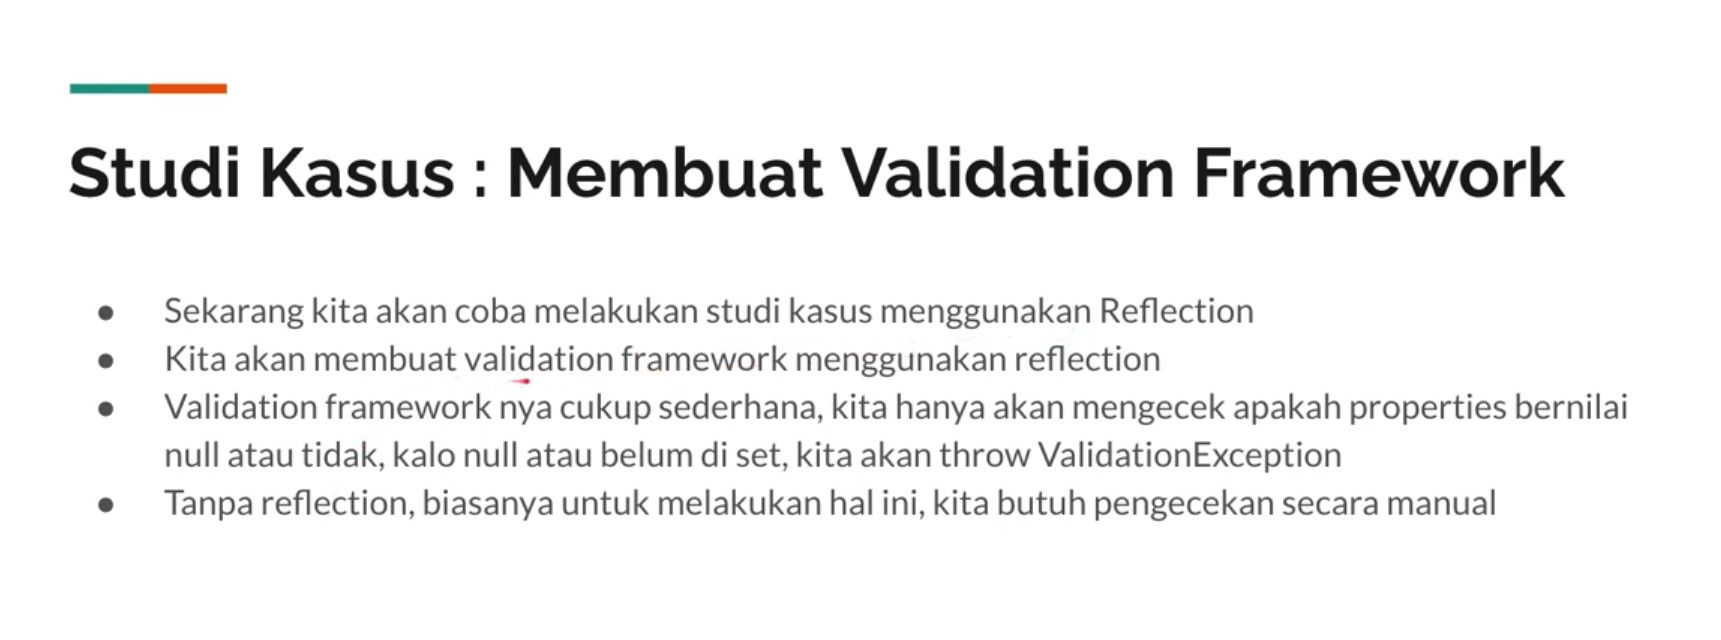 Studi Kasus : Membuat Validation Framework
● Sekarang kita akan coba melakukan studi kasus menggunakan Reflection
● Kita akan membuat validation framework menggunakan reflection
● Validation framework nya cukup sederhana, kita hanya akan mengecek apakah properties bernilai
null atau tidak, kalo null atau belum di set, kita akan throw ValidationException
● Tanpa reflection, biasanya untuk melakukan hal ini, kita butuh pengecekan secara manual